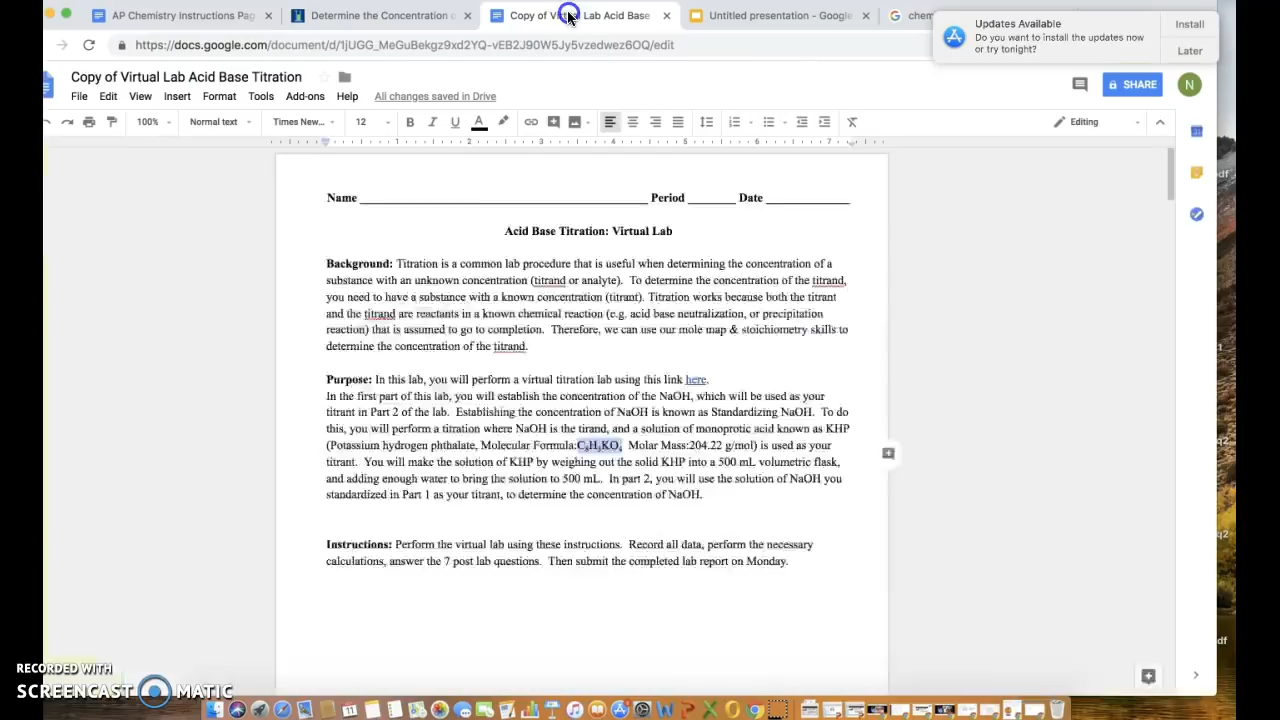 AP Chemistry Instructions Pag
Determine the Concentration o
Copy of Virtual Lab Acid Base
Untitled presentation - Google
chem
Updates Available
Do you want to install the updates now
or try tonight?
Install
Later
https://docs.google.com/document/d/1jUGG_MeGuBekgz9xd2YQ-vEB2J90W5Jy5vzedwez6OQ/edit
Copy of Virtual Lab Acid Base Titration
SHARE
N
File Edit View Insert Format Tools Add-ons Help All changes saved in Drive
100% Normal text Times New... 12 B I U A Editing
1 2 3 4 5 6 7
Name ____ Period ____ Date ____
Acid Base Titration: Virtual Lab
Background: Titration is a common lab procedure that is useful when determining the concentration of a
substance with an unknown concentration (titrand or analyte). To determine the concentration of the titrand,
you need to have a substance with a known concentration (titrant). Titration works because both the titrant
and the titrand are reactants in a known chemical reaction (e.g. acid base neutralization, or precipitation
reaction) that is assumed to go to completion. Therefore, we can use our mole map & stoichiometry skills to
determine the concentration of the titrand.
Purpose: In this lab, you will perform a virtual titration lab using this link here.
In the first part of this lab, you will establish the concentration of the NaOH, which will be used as your
titrant in Part 2 of the lab. Establishing the concentration of NaOH is known as Standardizing NaOH. To do
this, you will perform a titration where NaOH is the tirand, and a solution of monoprotic acid known as KHP
(Potassium hydrogen phthalate, Molecular Formula: Molar Mass:204.22 g/mol) is used as your
titrant. You will make the solution of KHP by weighing out the solid KHP into a 500 mL volumetric flask,
and adding enough water to bring the solution to 500 mL. In part 2, you will use the solution of NaOH you
standardized in Part 1 as your titrant, to determine the concentration of NaOH.
Instructions: Perform the virtual lab using these instructions. Record all data, perform the necessary
calculations, answer the 7 post lab questions. Then submit the completed lab report on Monday.
RECORDED WITH
SCREENCAST MATIC